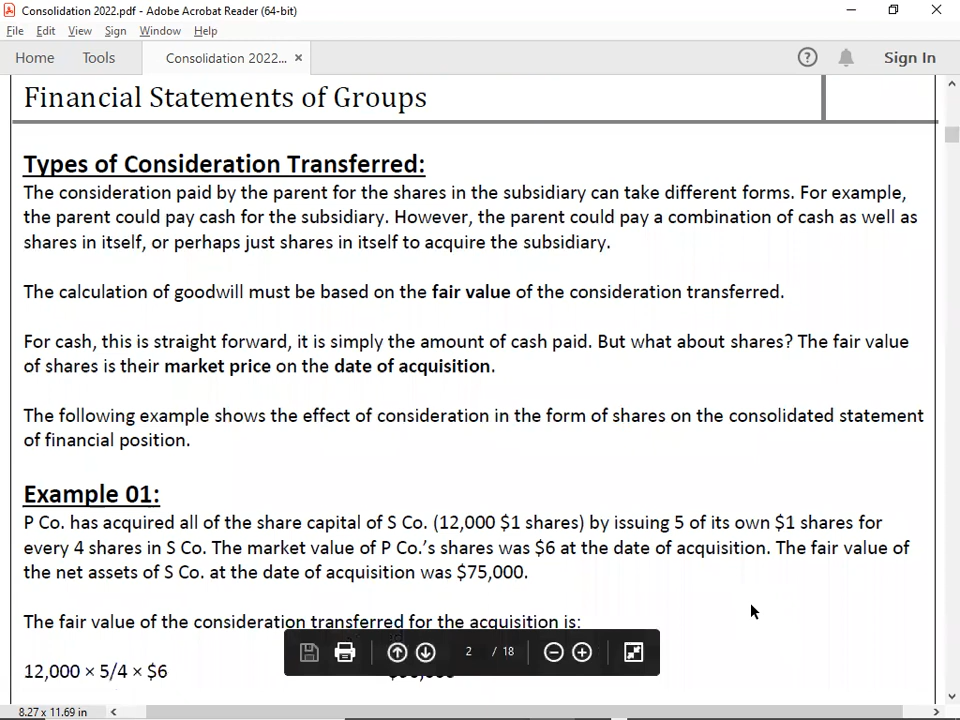 Consolidation 2022.pdf - Adobe Acrobat Reader (64-bit)
File Edit View Window Sign Help
Home Tools Consolidation 2022... × Sign In
Financial Statements of Groups
Types of Consideration Transferred:
The consideration paid by the parent for the shares in the subsidiary can take different forms. For example,
the parent could pay cash for the subsidiary. However, the parent could pay a combination of cash as well as
shares in itself, or perhaps just shares in itself to acquire the subsidiary.
The calculation of goodwill must be based on the fair value of the consideration transferred.
For cash, this is straight forward, it is simply the amount of cash paid. But what about shares? The fair value
of shares is their market price on the date of acquisition.
The following example shows the effect of consideration in the form of shares on the consolidated statement
of financial position.
Example 01:
P Co. has acquired all of the share capital of S Co. (12,000 $1 shares) by issuing 5 of its own $1 shares for
every 4 shares in S Co. The market value of P Co.'s shares was $6 at the date of acquisition. The fair value of
the net assets of S Co. at the date of acquisition was $75,000.
The fair value of the consideration transferred for the acquisition is:
2 / 18
12,000 × 5/4 × $6
8.27 x 11.69 in